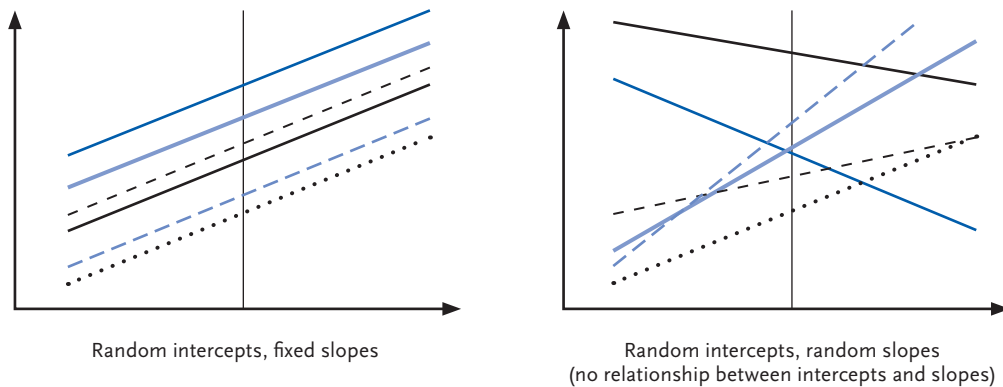 Random intercepts, fixed slopes
Random intercepts, random slopes
(no relationship between intercepts and slopes)